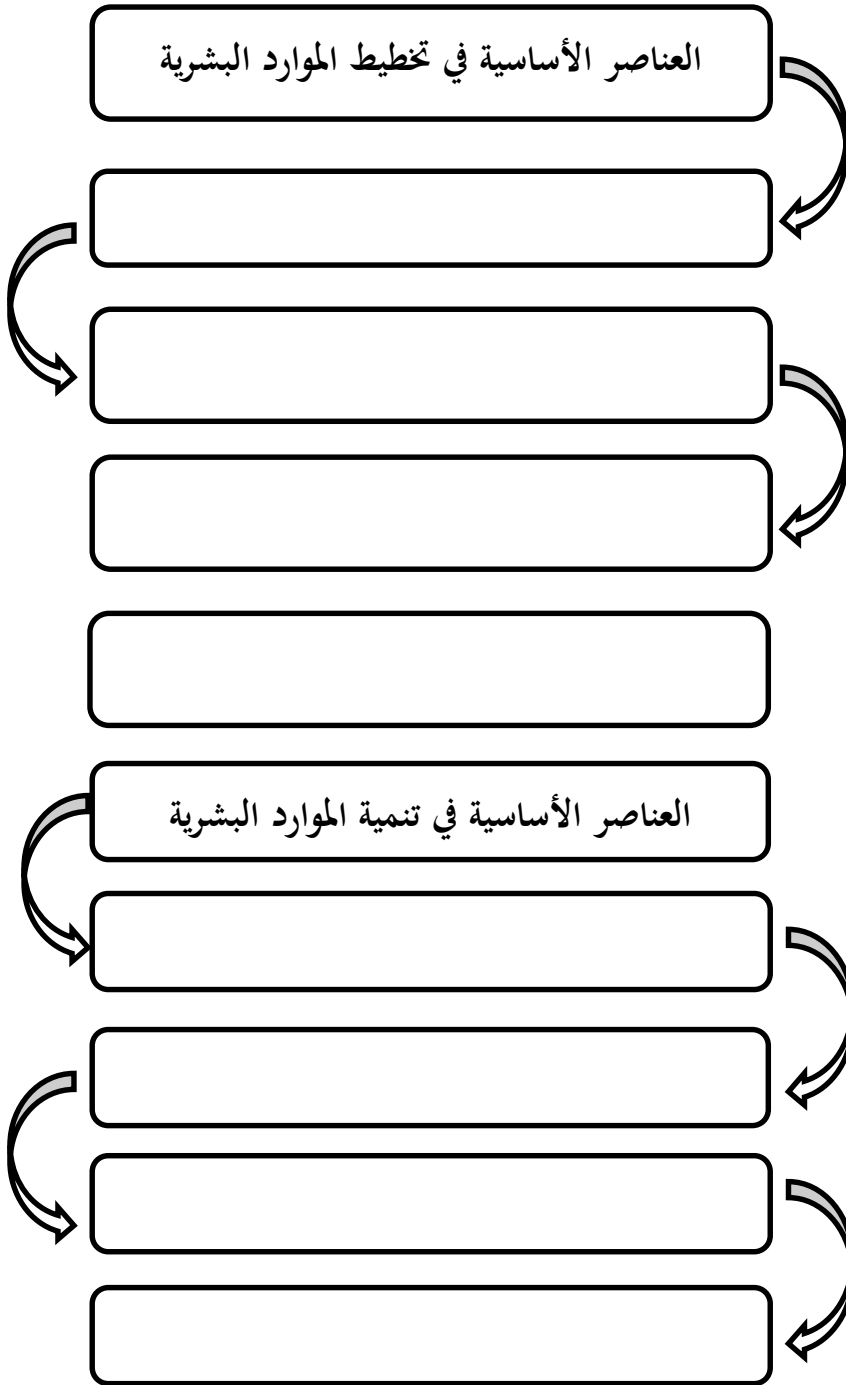 العناصر الأساسية في تخطيط الموارد البشرية
العناصر الأساسية في تنمية الموارد البشرية